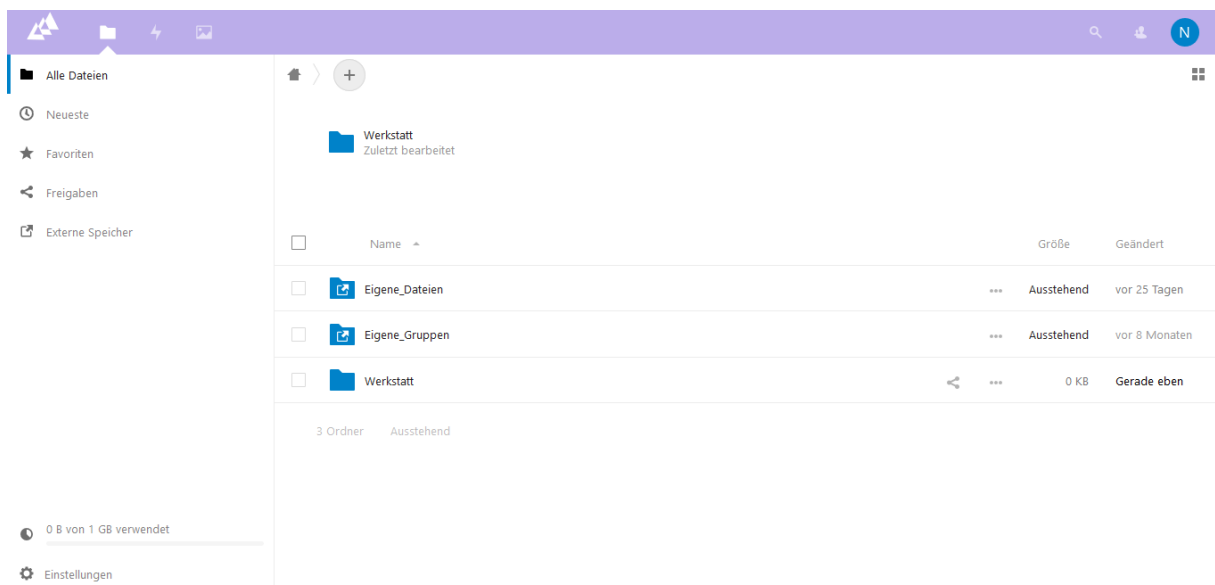 N
Alle Dateien
Neueste
Favoriten
Freigaben
Externe Speicher
Werkstatt
Zuletzt bearbeitet
Name Größe Geändert
Eigene_Dateien Ausstehend vor 25 Tagen
Eigene_Gruppen Ausstehend vor 8 Monaten
Werkstatt 0 KB Gerade eben
3 Ordner Ausstehend
0 B von 1 GB verwendet
Einstellungen